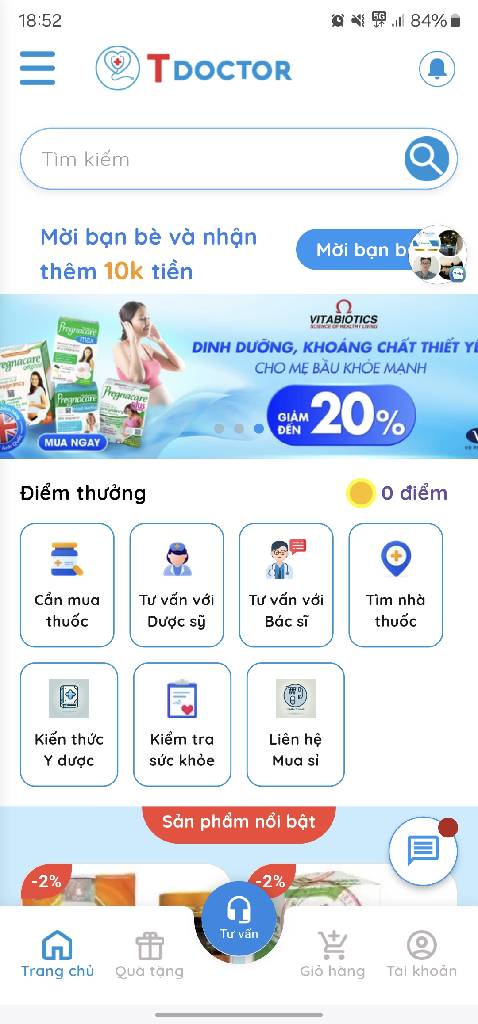 18:52
5G
84%
T DOCTOR
Tìm kiếm
Mời bạn bè và nhận
thêm 10k tiền
Mời bạn
VITABIOTICS
SCIENCE OF HEALTHY LIVING
DINH DƯỠNG, KHOÁNG CHẤT THIẾT
CHO MẸ BẦU KHỎE MẠNH
GIẢM
ĐẾN
20%
Pregnacare
max
Pregnacare
MUA NGAY
Điểm thưởng
0 điểm
Cần mua
thuốc
Tư vấn với
Dược sỹ
Tư vấn với
Bác sĩ
Tìm nhà
thuốc
Kiến thức
Y dược
Kiểm tra
sức khỏe
Liên hệ
Mua sỉ
Sản phẩm nổi bật
-2%
-2%
Tư vấn
Trang chủ
Quà tặng
Giỏ hàng
Tài khoản